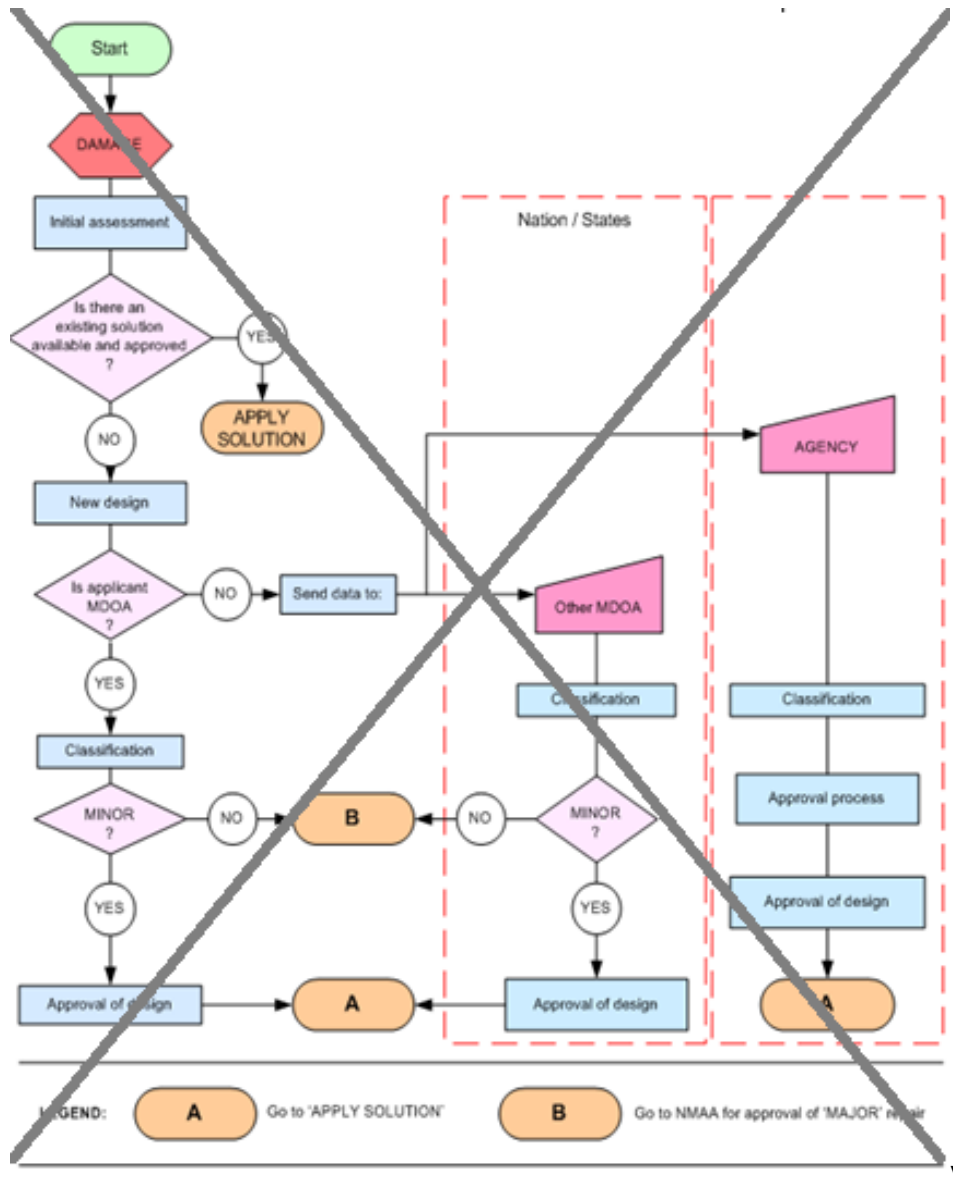 Start
DAMAGE
Initial assessment
Nation / States
Is there an
existing solution
available and approved
?
YES
APPLY
SOLUTION
NO
AGENCY
New design
Is applicant
MDOA
?
NO
Send data to:
Other MDOA
YES
Classification
Classification
Classification
MINOR
?
NO
B
NO
MINOR
?
Approval process
YES
YES
Approval of design
Approval of design
A
Approval of design
A
LEGEND:
A
Go to 'APPLY SOLUTION'
B
Go to NMAA for approval of 'MAJOR' repair